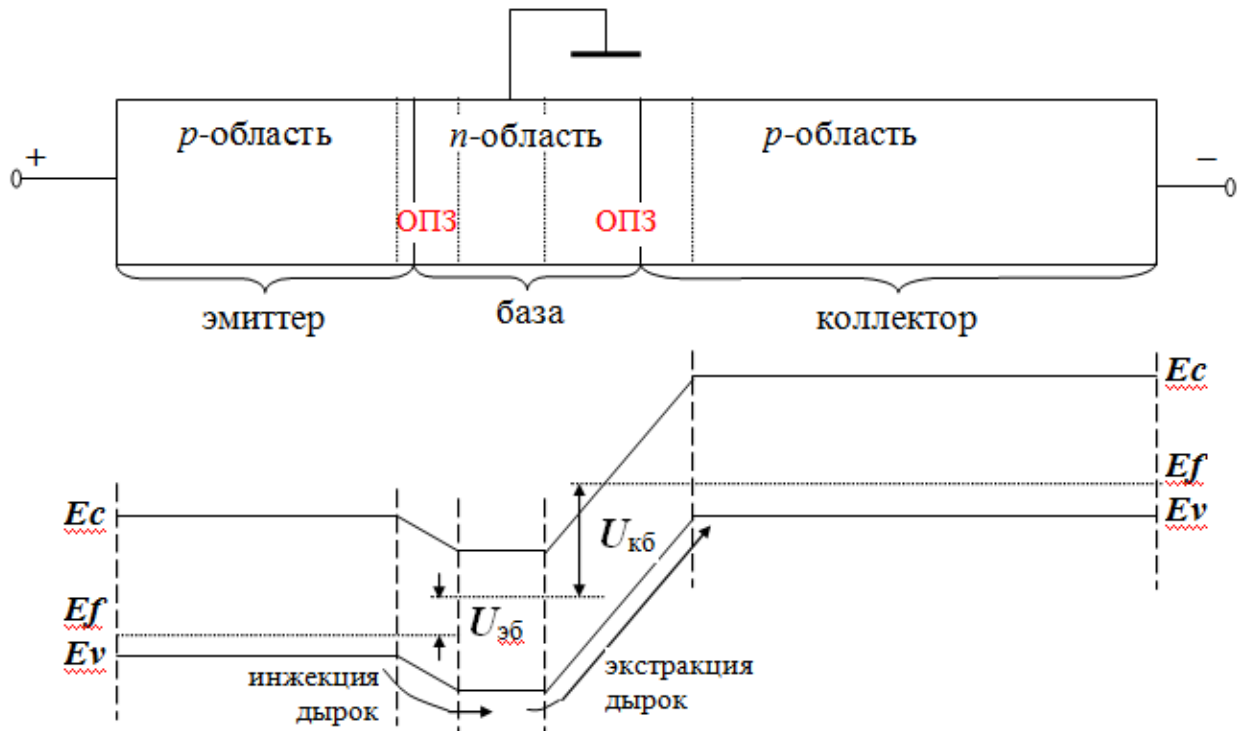 p-область
n-область
p-область
+
–
ОПЗ
ОПЗ
эмиттер
база
коллектор
Ec
Ef
Ev
Ec
Ef
Ev
Uкб
Uэб
инжекция
дырок
экстракция
дырок